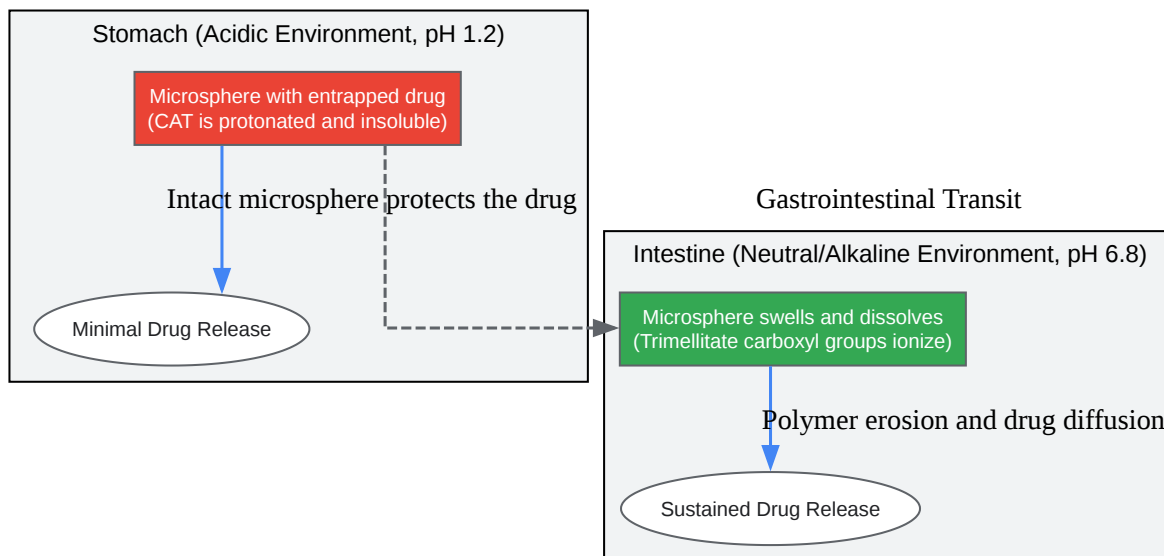 Stomach (Acidic Environment, pH 1.2)
Microsphere with entrapped drug
(CAT is protonated and insoluble)
Intact microsphere protects the drug
Minimal Drug Release
Gastrointestinal Transit
Intestine (Neutral/Alkaline Environment, pH 6.8)
Microsphere swells and dissolves
(Trimellitate carboxyl groups ionize)
Polymer erosion and drug diffusion
Sustained Drug Release